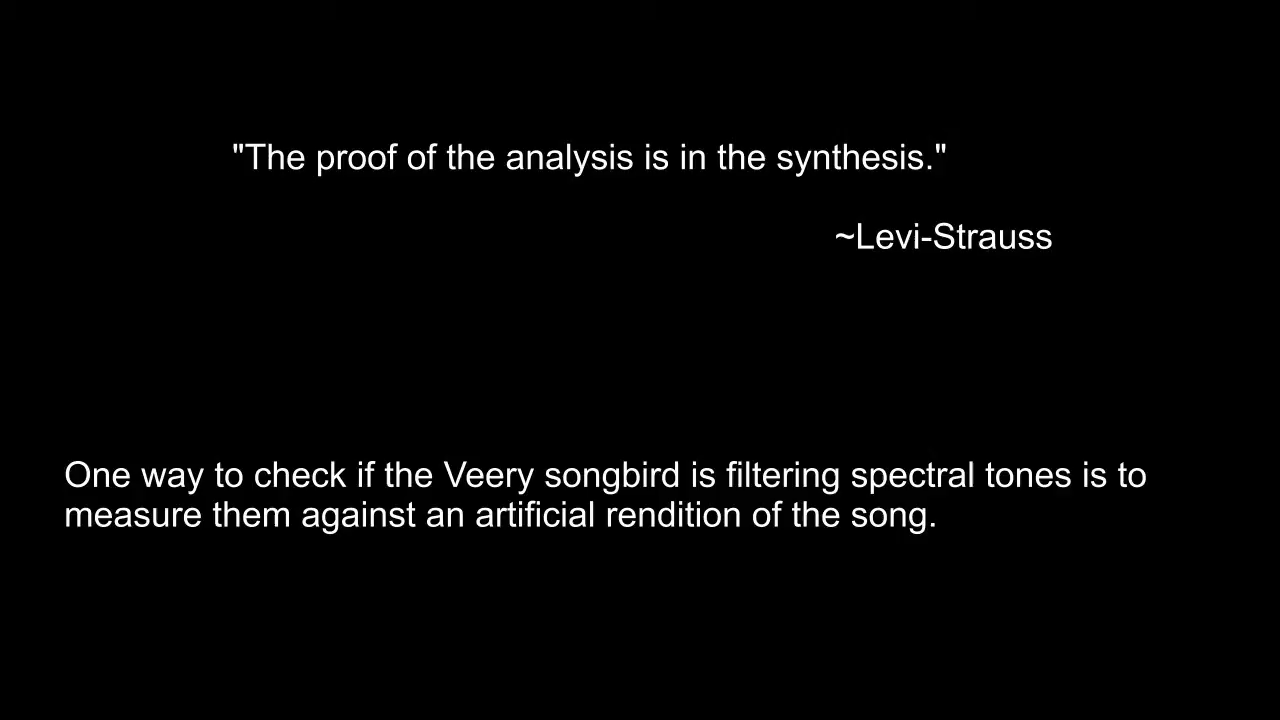 "The proof of the analysis is in the synthesis."
~Levi-Strauss
One way to check if the Veery songbird is filtering spectral tones is to
measure them against an artificial rendition of the song.